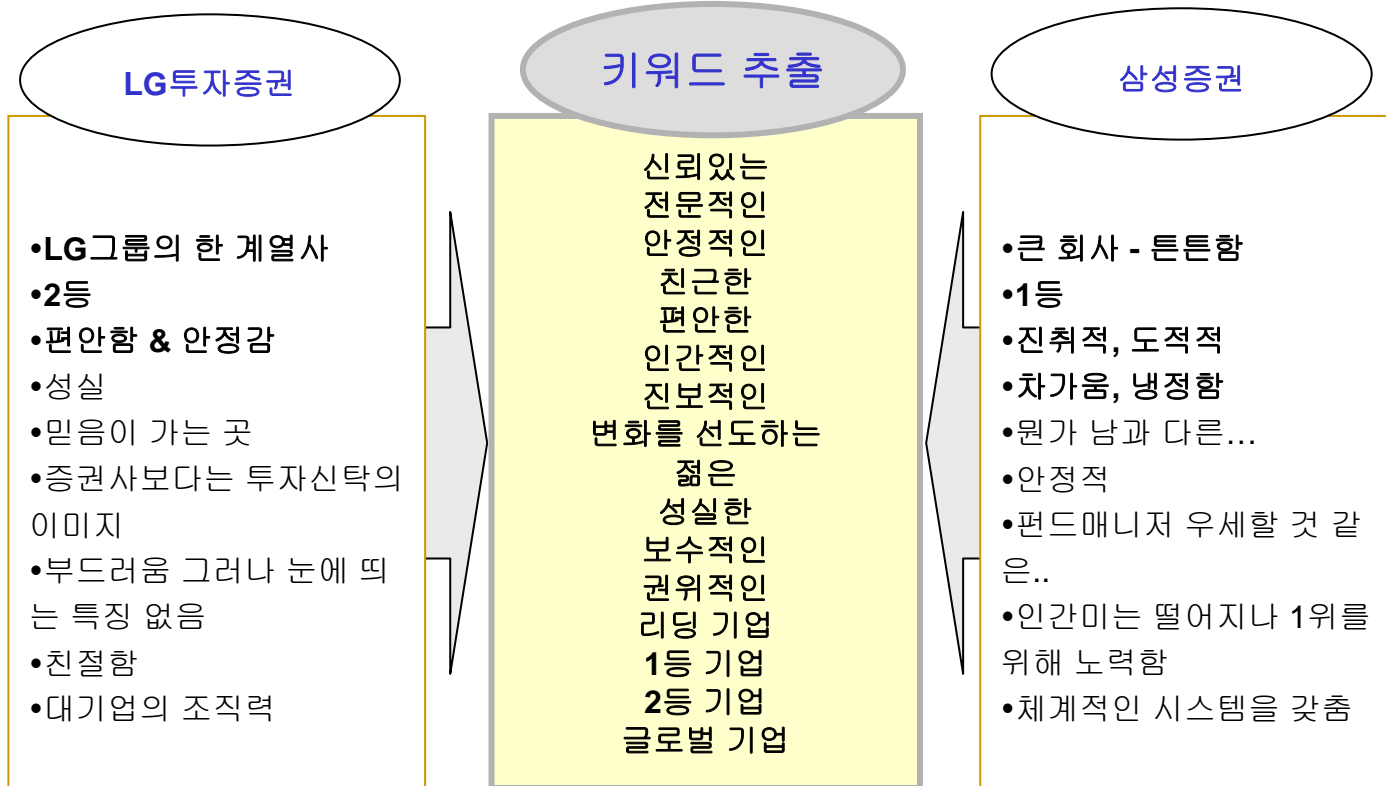 LG투자증권
•LG그룹의 한 계열사
•2등
•편안함 & 안정감
•성실
•믿음이 가는 곳
•증권사보다는 투자신탁의
이미지
•부드러움 그러나 눈에 띄
는 특징 없음
•친절함
•대기업의 조직력
키워드 추출
신뢰있는
전문적인
안정적인
친근한
편안한
인간적인
진보적인
변화를 선도하는
젊은
성실한
보수적인
권위적인
리딩 기업
1등 기업
2등 기업
글로벌 기업
삼성증권
•큰 회사 - 튼튼함
•1등
•진취적, 도적적
•차가움, 냉정함
•뭔가 남과 다른…
•안정적
•펀드매니저 우세할 것 같
은..
•인간미는 떨어지나 1위를
위해 노력함
•체계적인 시스템을 갖춤